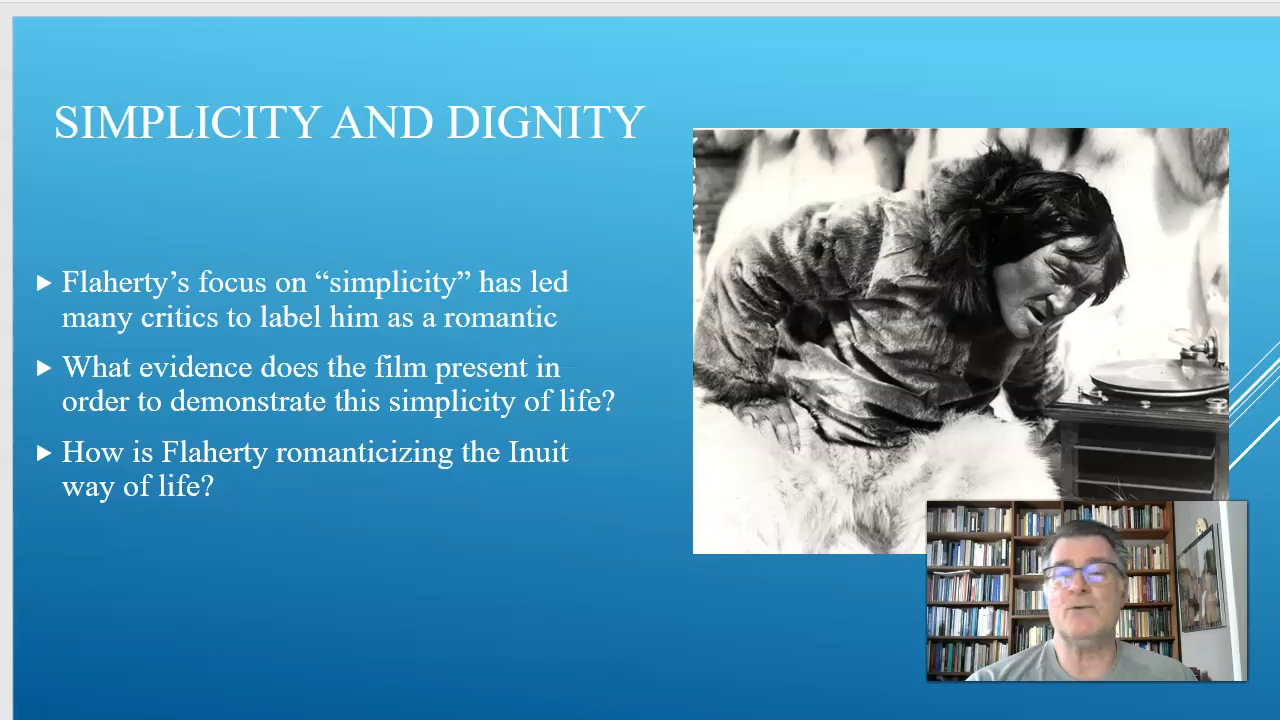 SIMPLICITY AND DIGNITY
Flaherty’s focus on “simplicity” has led
many critics to label him as a romantic
What evidence does the film present in
order to demonstrate this simplicity of life?
How is Flaherty romanticizing the Inuit
way of life?